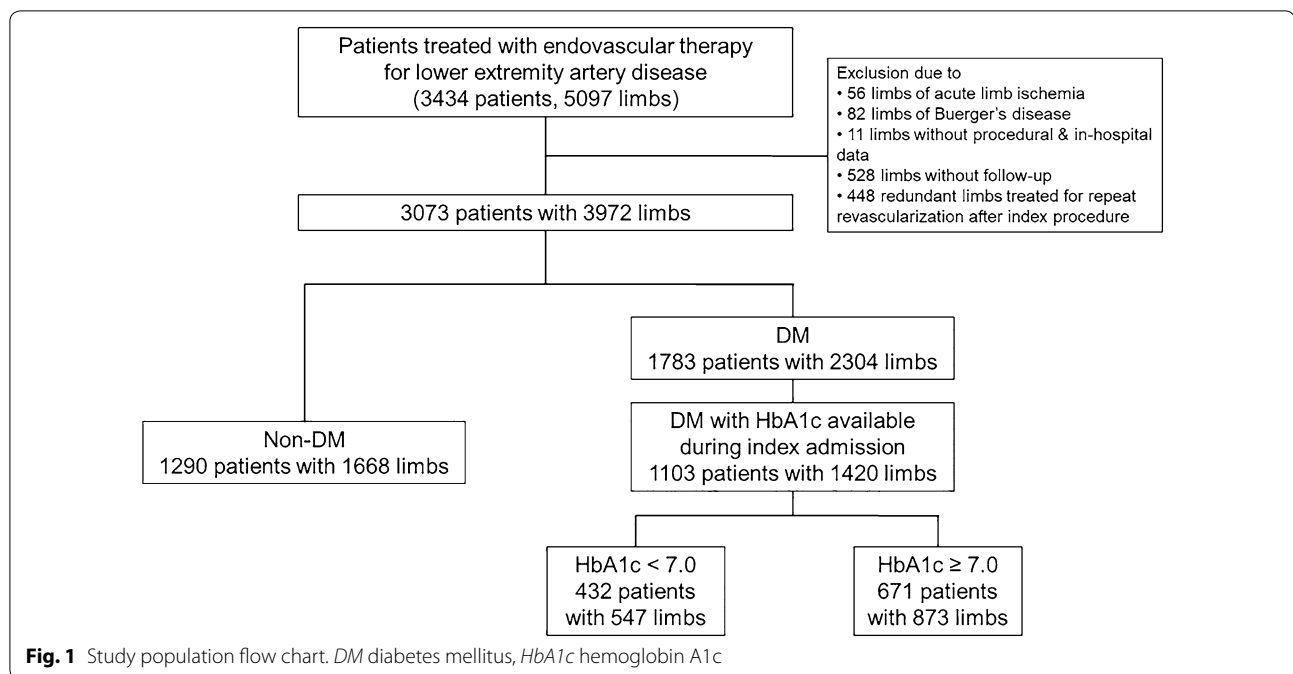 Patients treated with endovascular therapy
for lower extremity artery disease
(3434 patients, 5097 limbs)
Exclusion due to
• 56 limbs of acute limb ischemia
• 82 limbs of Buerger's disease
• 11 limbs without procedural & in-hospital
data
• 528 limbs without follow-up
• 448 redundant limbs treated for repeat
revascularization after index procedure
3073 patients with 3972 limbs
DM
1783 patients with 2304 limbs
Non-DM
1290 patients with 1668 limbs
DM with HbA1c available
during index admission
1103 patients with 1420 limbs
HbA1c < 7.0
432 patients
with 547 limbs
HbA1c ≥ 7.0
671 patients
with 873 limbs
Fig. 1 Study population flow chart. DM diabetes mellitus, HbA1c hemoglobin A1c